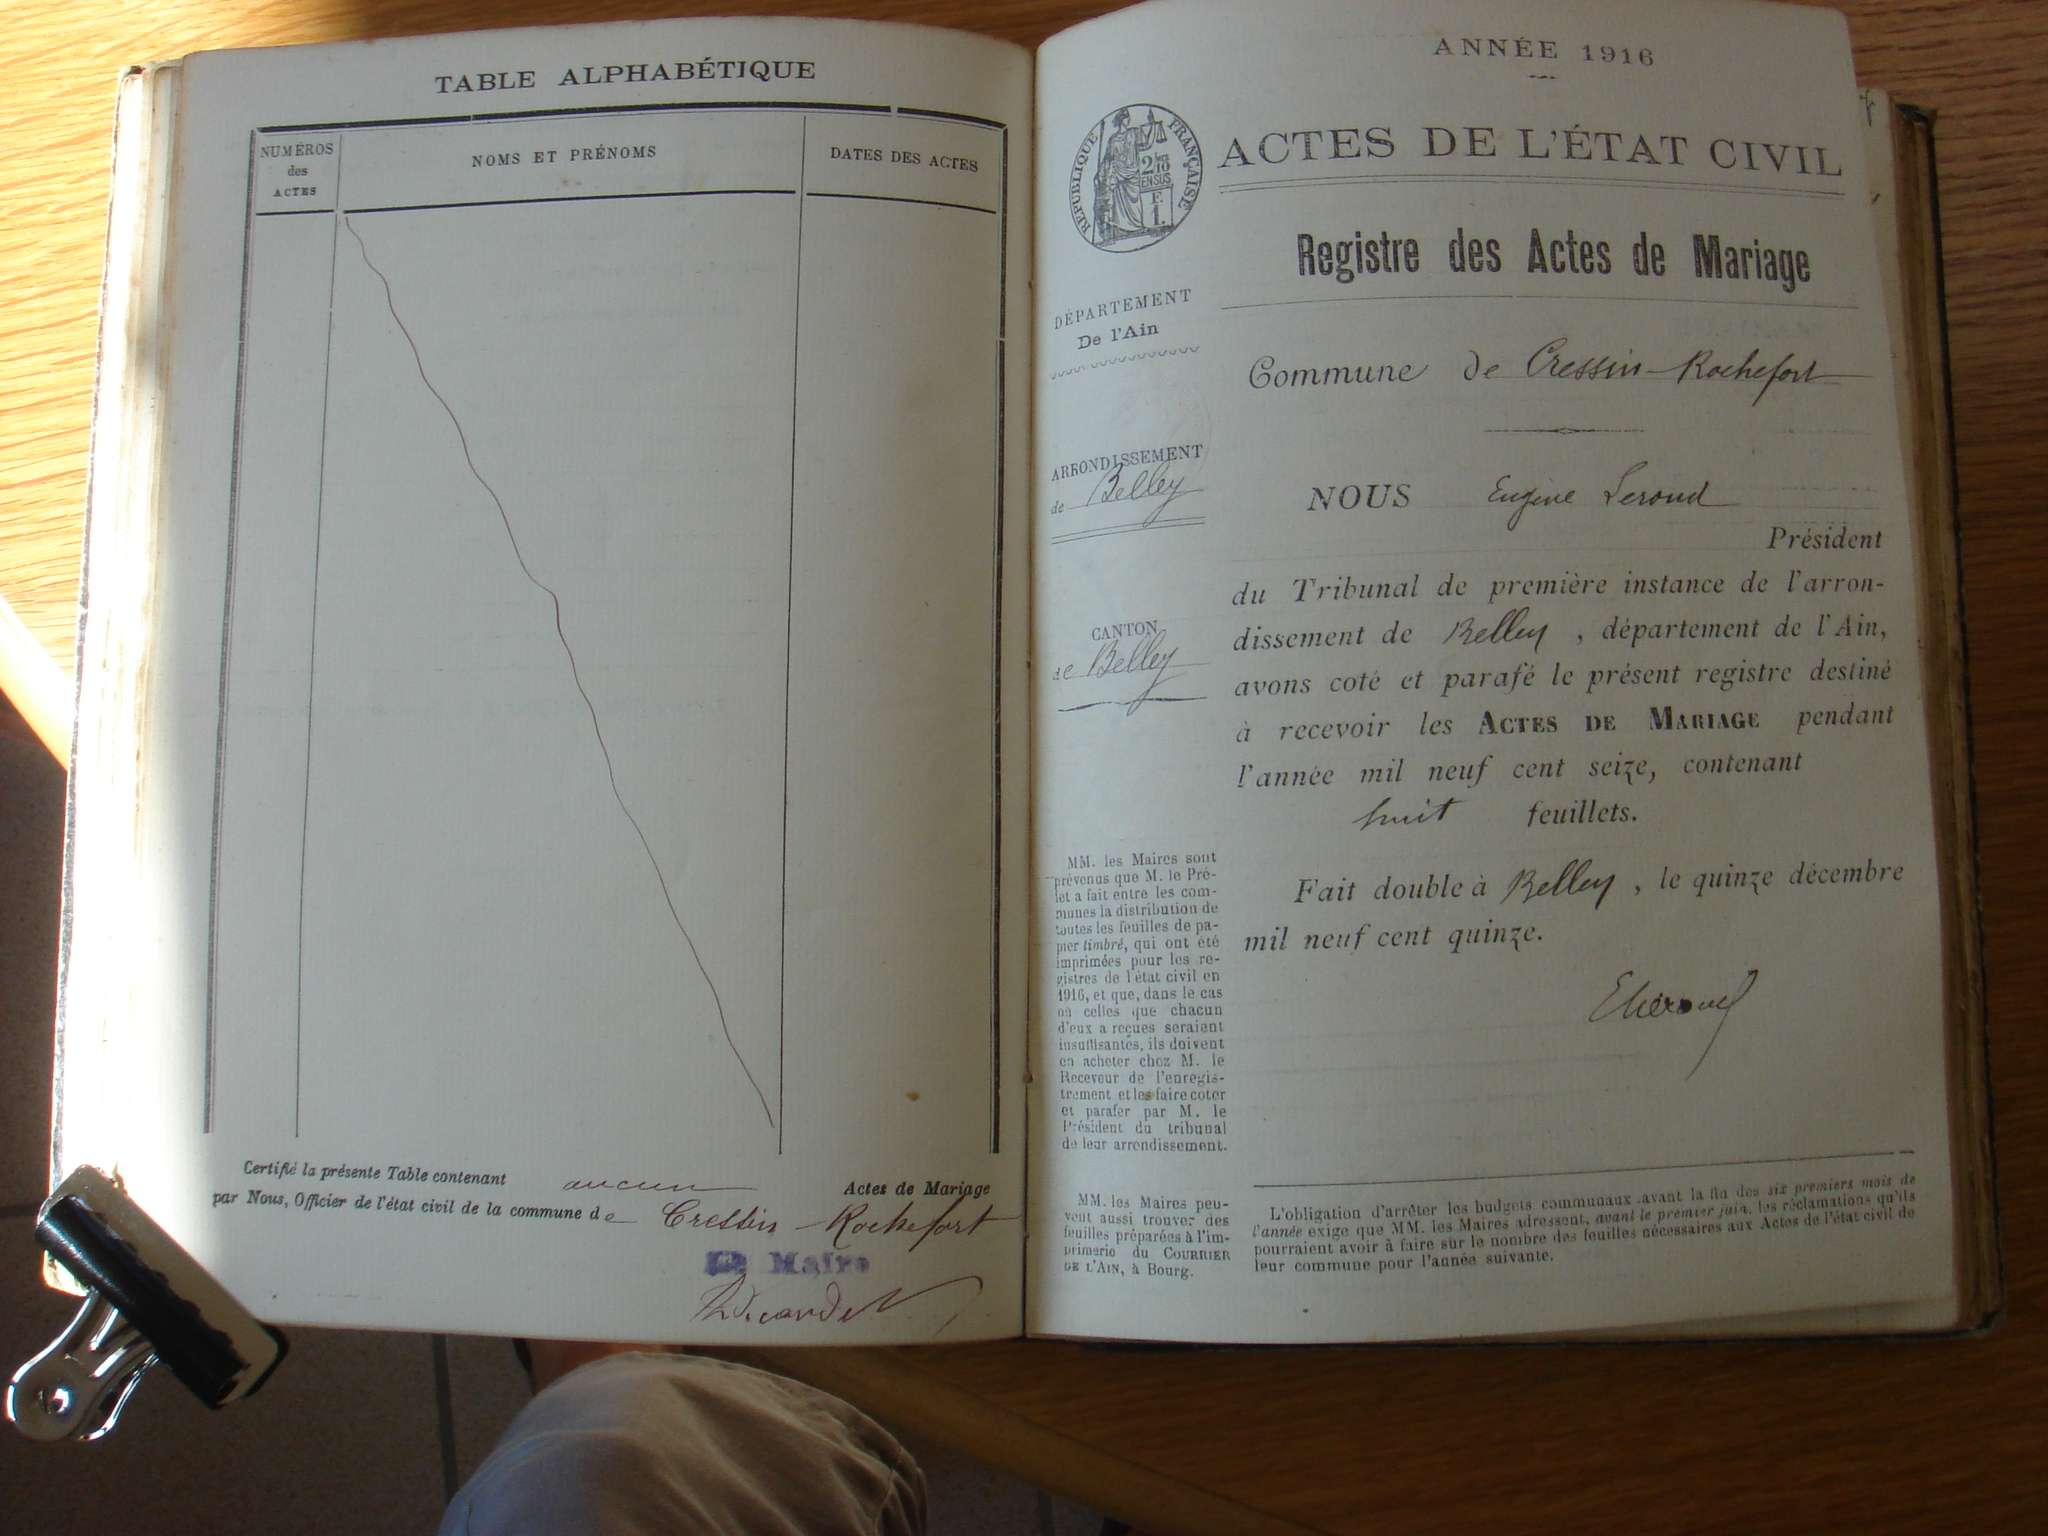 TABLE ALPHABÉTIQUE
NUMÉROS
des
ACTES
NOMS ET PRÉNOMS
DATES DES ACTES
Certifié la présente Table contenant aucun Actes de Mariage
par Nous, Officier de l'état civil de la commune de Cressin-Rochefort
Le Maire
ANNÉE 1916
RÉPUBLIQUE FRANÇAISE
2/10
EN SUS
F.
1.
ACTES DE L'ÉTAT CIVIL
Registre des Actes de Mariage
DÉPARTEMENT
De l'Ain
Commune de Cressin-Rochefort
ARRONDISSEMENT
de Belley
NOUS Eugène
Président
du Tribunal de première instance de l'arron-
dissement de Belley, département de l'Ain,
avons coté et parafé le présent registre destiné
à recevoir les ACTES DE MARIAGE pendant
l'année mil neuf cent seize, contenant
huit feuillets.
Fait double à Belley, le quinze décembre
mil neuf cent quinze.
CANTON
de Belley
MM. les Maires sont
prévenus que M. le Pré-
fet a fait entre les com-
munes la distribution de
toutes les feuilles de pa-
pier timbré, qui ont été
imprimées pour les re-
gistres de l'état civil en
1916, et que, dans le cas
où celles que chacun
d'eux a reçues seraient
insuffisantes, ils doivent
en acheter chez M. le
Receveur de l'enregis-
trement et les faire coter
et parafer par M. le
Président du tribunal
de leur arrondissement.
MM. les Maires peu-
vent aussi trouver des
feuilles préparées à l'im-
primerie du COURRIER
DE L'AIN, à Bourg.
L'obligation d'arrêter les budgets communaux avant la fin des six premiers mois de
l'année exige que MM. les Maires adressent, avant le premier juin, les réclamations qu'ils
pourraient avoir à faire sur le nombre des feuilles nécessaires aux Actes de l'état civil de
leur commune pour l'année suivante.